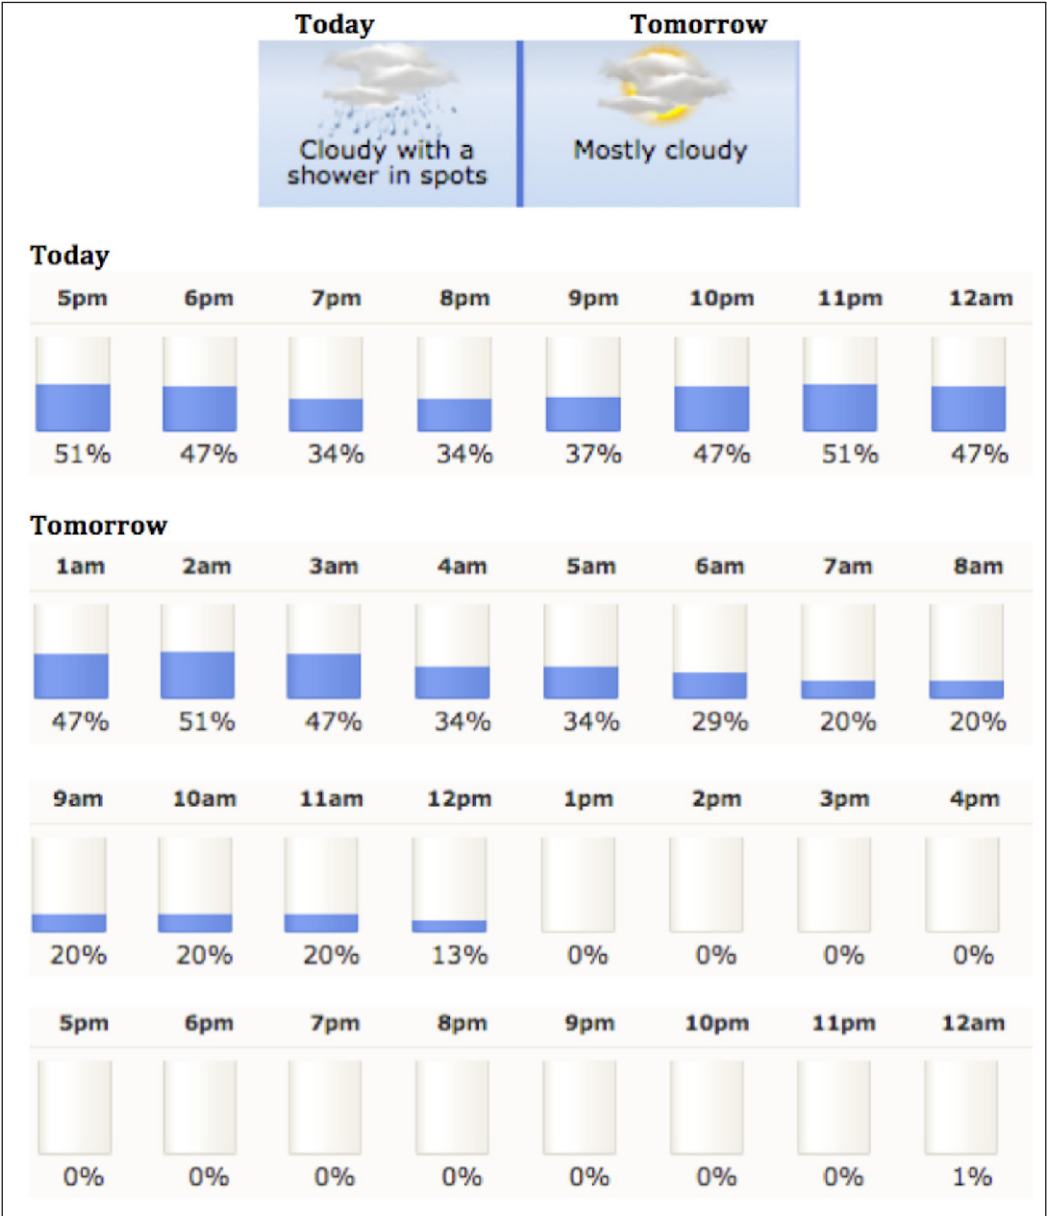 Today Tomorrow
Cloudy with a
shower in spots
Mostly cloudy
Today
5pm 6pm 7pm 8pm 9pm 10pm 11pm 12am
51% 47% 34% 34% 37% 47% 51% 47%
Tomorrow
1am 2am 3am 4am 5am 6am 7am 8am
47% 51% 47% 34% 34% 29% 20% 20%
9am 10am 11am 12pm 1pm 2pm 3pm 4pm
20% 20% 20% 13% 0% 0% 0% 0%
5pm 6pm 7pm 8pm 9pm 10pm 11pm 12am
0% 0% 0% 0% 0% 0% 0% 1%